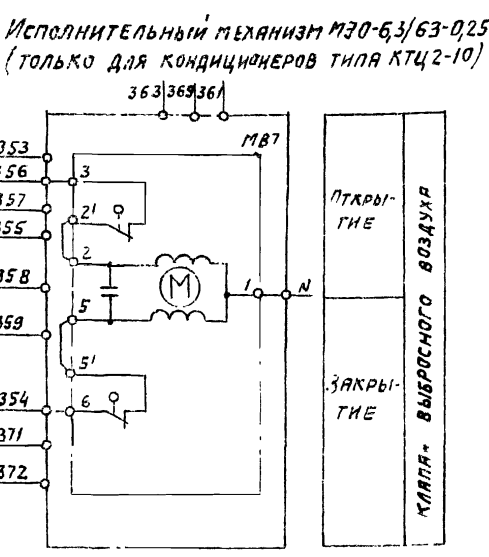 Исполнительный механизм МЭО-6,3/63-0,25
(только для кондиционеров типа КТЦ2-10)
363 369 361
МВ7
353
356
357
355
358
359
354
371
372
3
2'
2
5
5'
6
М
1
N
Откры-
тие
Закры-
тие
Клапан выбросного воздуха